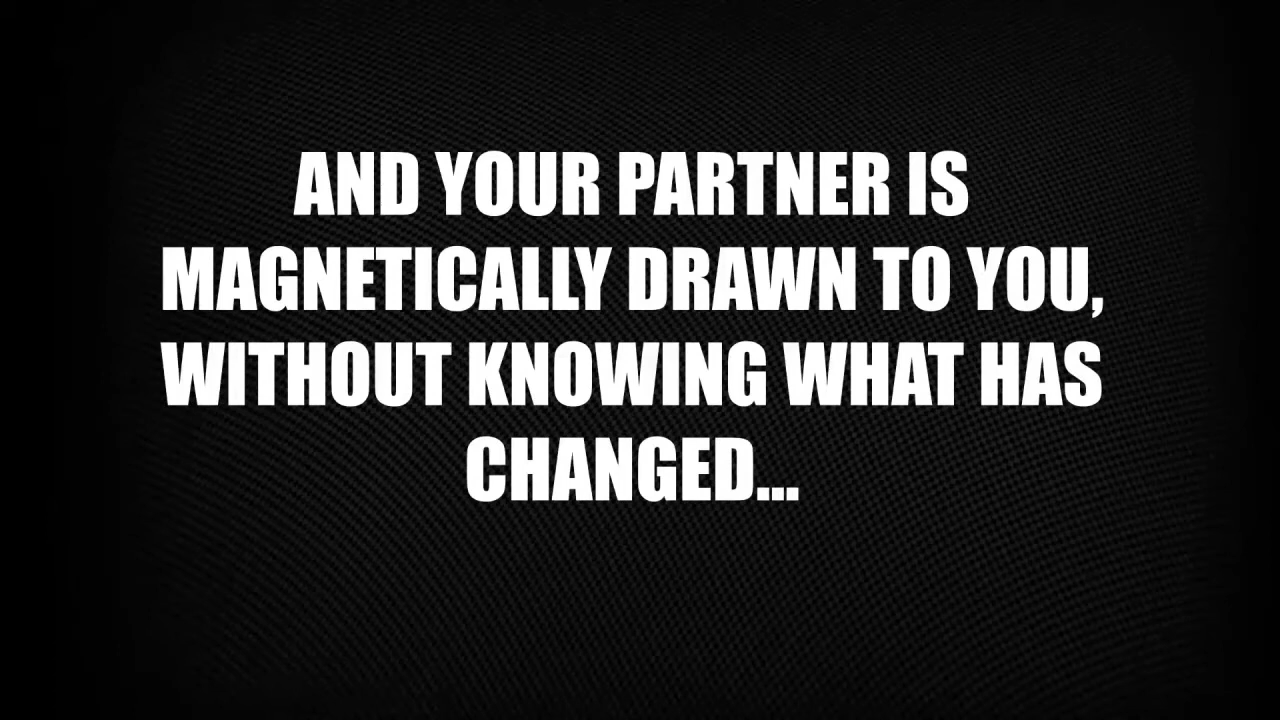 AND YOUR PARTNER IS
MAGNETICALLY DRAWN TO YOU,
WITHOUT KNOWING WHAT HAS
CHANGED...